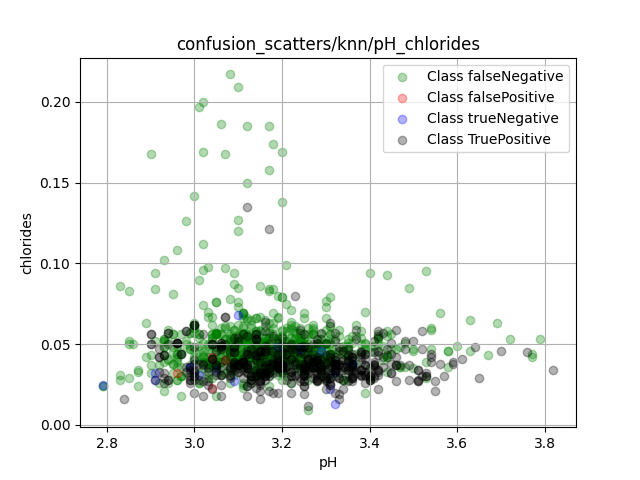 confusion_scatters/knn/pH_chlorides
Class falseNegative
Class falsePositive
Class trueNegative
Class TruePositive
0.20
0.15
0.10
0.05
0.00
chlorides
2.8 3.0 3.2 3.4 3.6 3.8
pH